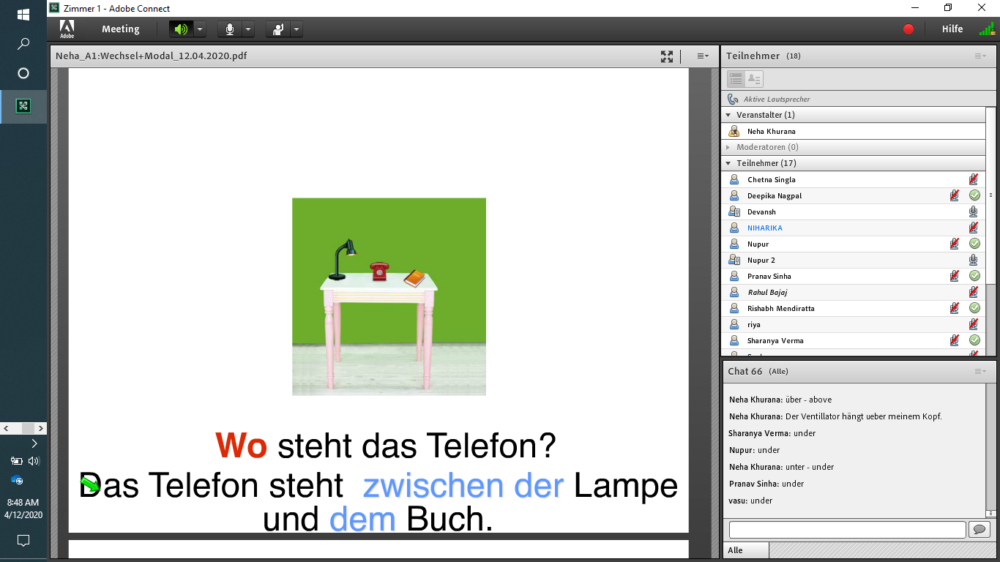 Zimmer 1 - Adobe Connect
Adobe
Meeting
Hilfe
Neha_A1:Wechsel+Modal_12.04.2020.pdf
Wo steht das Telefon?
Das Telefon steht zwischen der Lampe
und dem Buch.
Teilnehmer (18)
Aktive Lautsprecher
Veranstalter (1)
Neha Khurana
Moderatoren (0)
Teilnehmer (17)
Chetna Singla
Deepika Nagpal
Devansh
NIHARIKA
Nupur
Nupur 2
Pranav Sinha
Rahul Bajaj
Rishabh Mendiratta
riya
Sharanya Verma
Chat 66 (Alle)
Neha Khurana: über - above
Neha Khurana: Der Ventillator hängt ueber meinem Kopf.
Sharanya Verma: under
Nupur: under
Neha Khurana: unter - under
Pranav Sinha: under
vasu: under
Alle
8:48 AM
4/12/2020